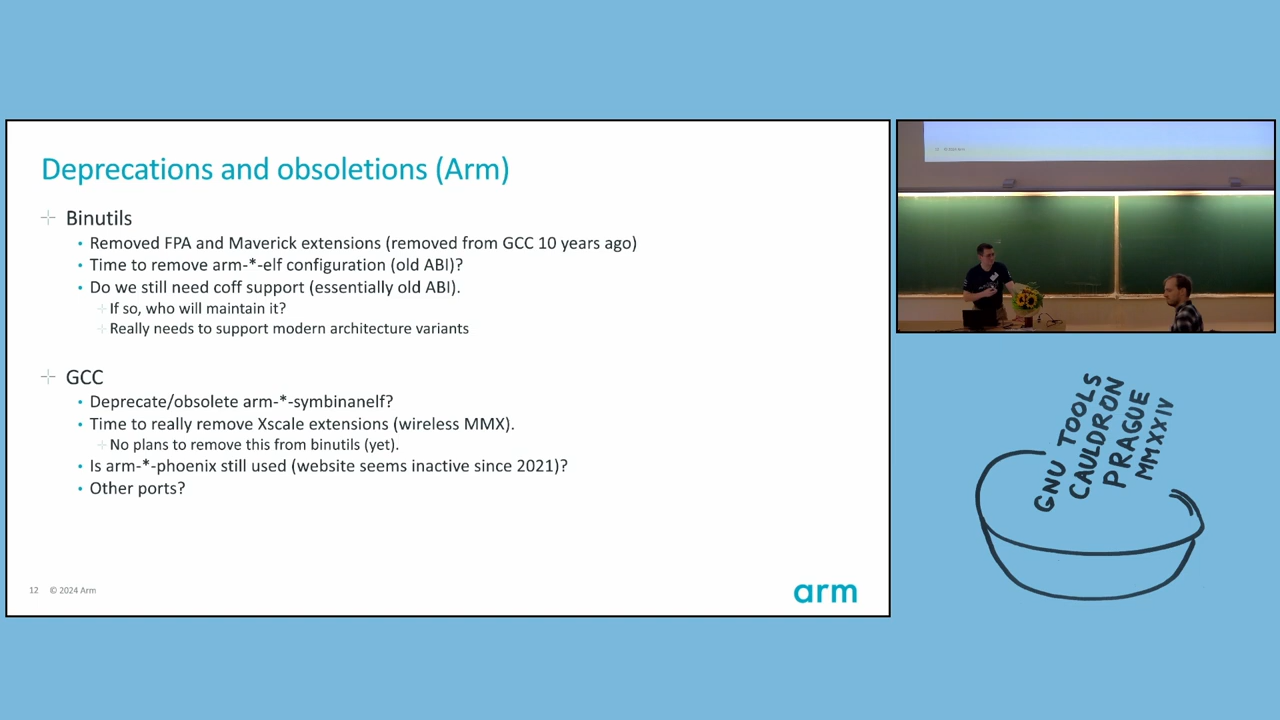 Deprecations and obsoletions (Arm)
Binutils
• Removed FPA and Maverick extensions (removed from GCC 10 years ago)
• Time to remove arm-*-elf configuration (old ABI)?
• Do we still need coff support (essentially old ABI).
If so, who will maintain it?
Really needs to support modern architecture variants
GCC
• Deprecate/obsolete arm-*-symbinanelf?
• Time to really remove Xscale extensions (wireless MMX).
No plans to remove this from binutils (yet).
• Is arm-*-phoenix still used (website seems inactive since 2021)?
• Other ports?
12 © 2024 Arm
arm
12 © 2024 Arm
GNU TOOLS
CAULDRON
PRAGUE
MMXXIV